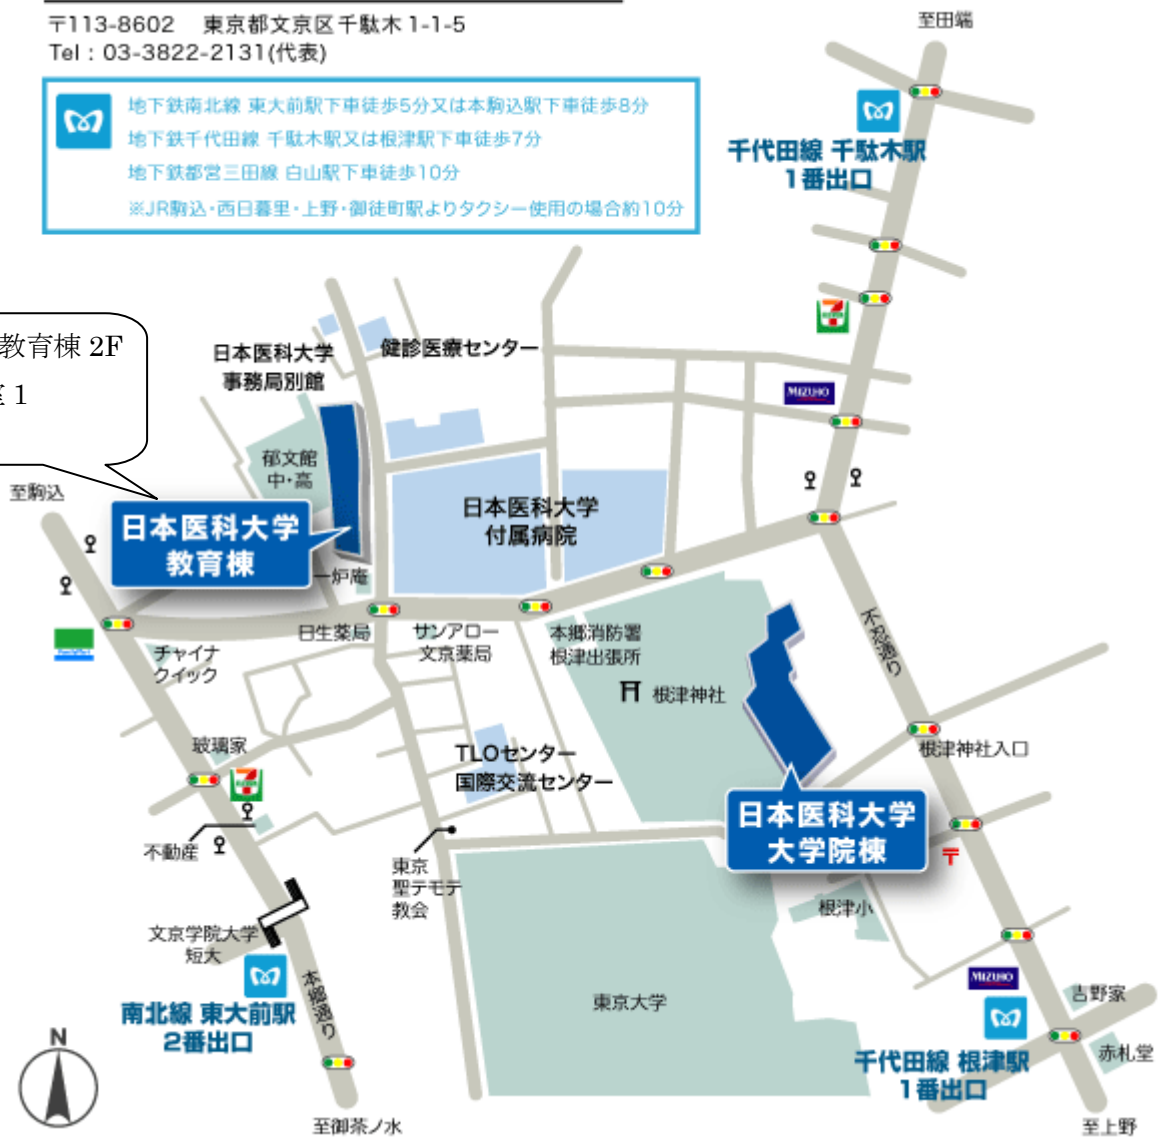 〒113-8602　東京都文京区千駄木1-1-5
Tel : 03-3822-2131(代表)
地下鉄南北線 東大前駅下車徒歩5分又は本駒込駅下車徒歩8分
地下鉄千代田線 千駄木駅又は根津駅下車徒歩7分
地下鉄都営三田線 白山駅下車徒歩10分
※JR駒込・西日暮里・上野・御徒町駅よりタクシー使用の場合約10分
至田端
千代田線 千駄木駅
1番出口
教育棟 2F
室 1
日本医科大学
事務局別館
健診医療センター
MIZUHO
郁文館
中・高
至駒込
日本医科大学
教育棟
日本医科大学
付属病院
一炉庵
日生薬局
サンアロー
文京薬局
本郷消防署
根津出張所
不忍通り
チャイナ
クイック
根津神社
玻璃家
TLOセンター
国際交流センター
根津神社入口
日本医科大学
大学院棟
〒
不動産
東京
聖テモテ
教会
根津小
文京学院大学
短大
本郷通り
南北線 東大前駅
2番出口
東京大学
MIZUHO
吉野家
赤札堂
千代田線 根津駅
1番出口
N
至御茶ノ水
至上野